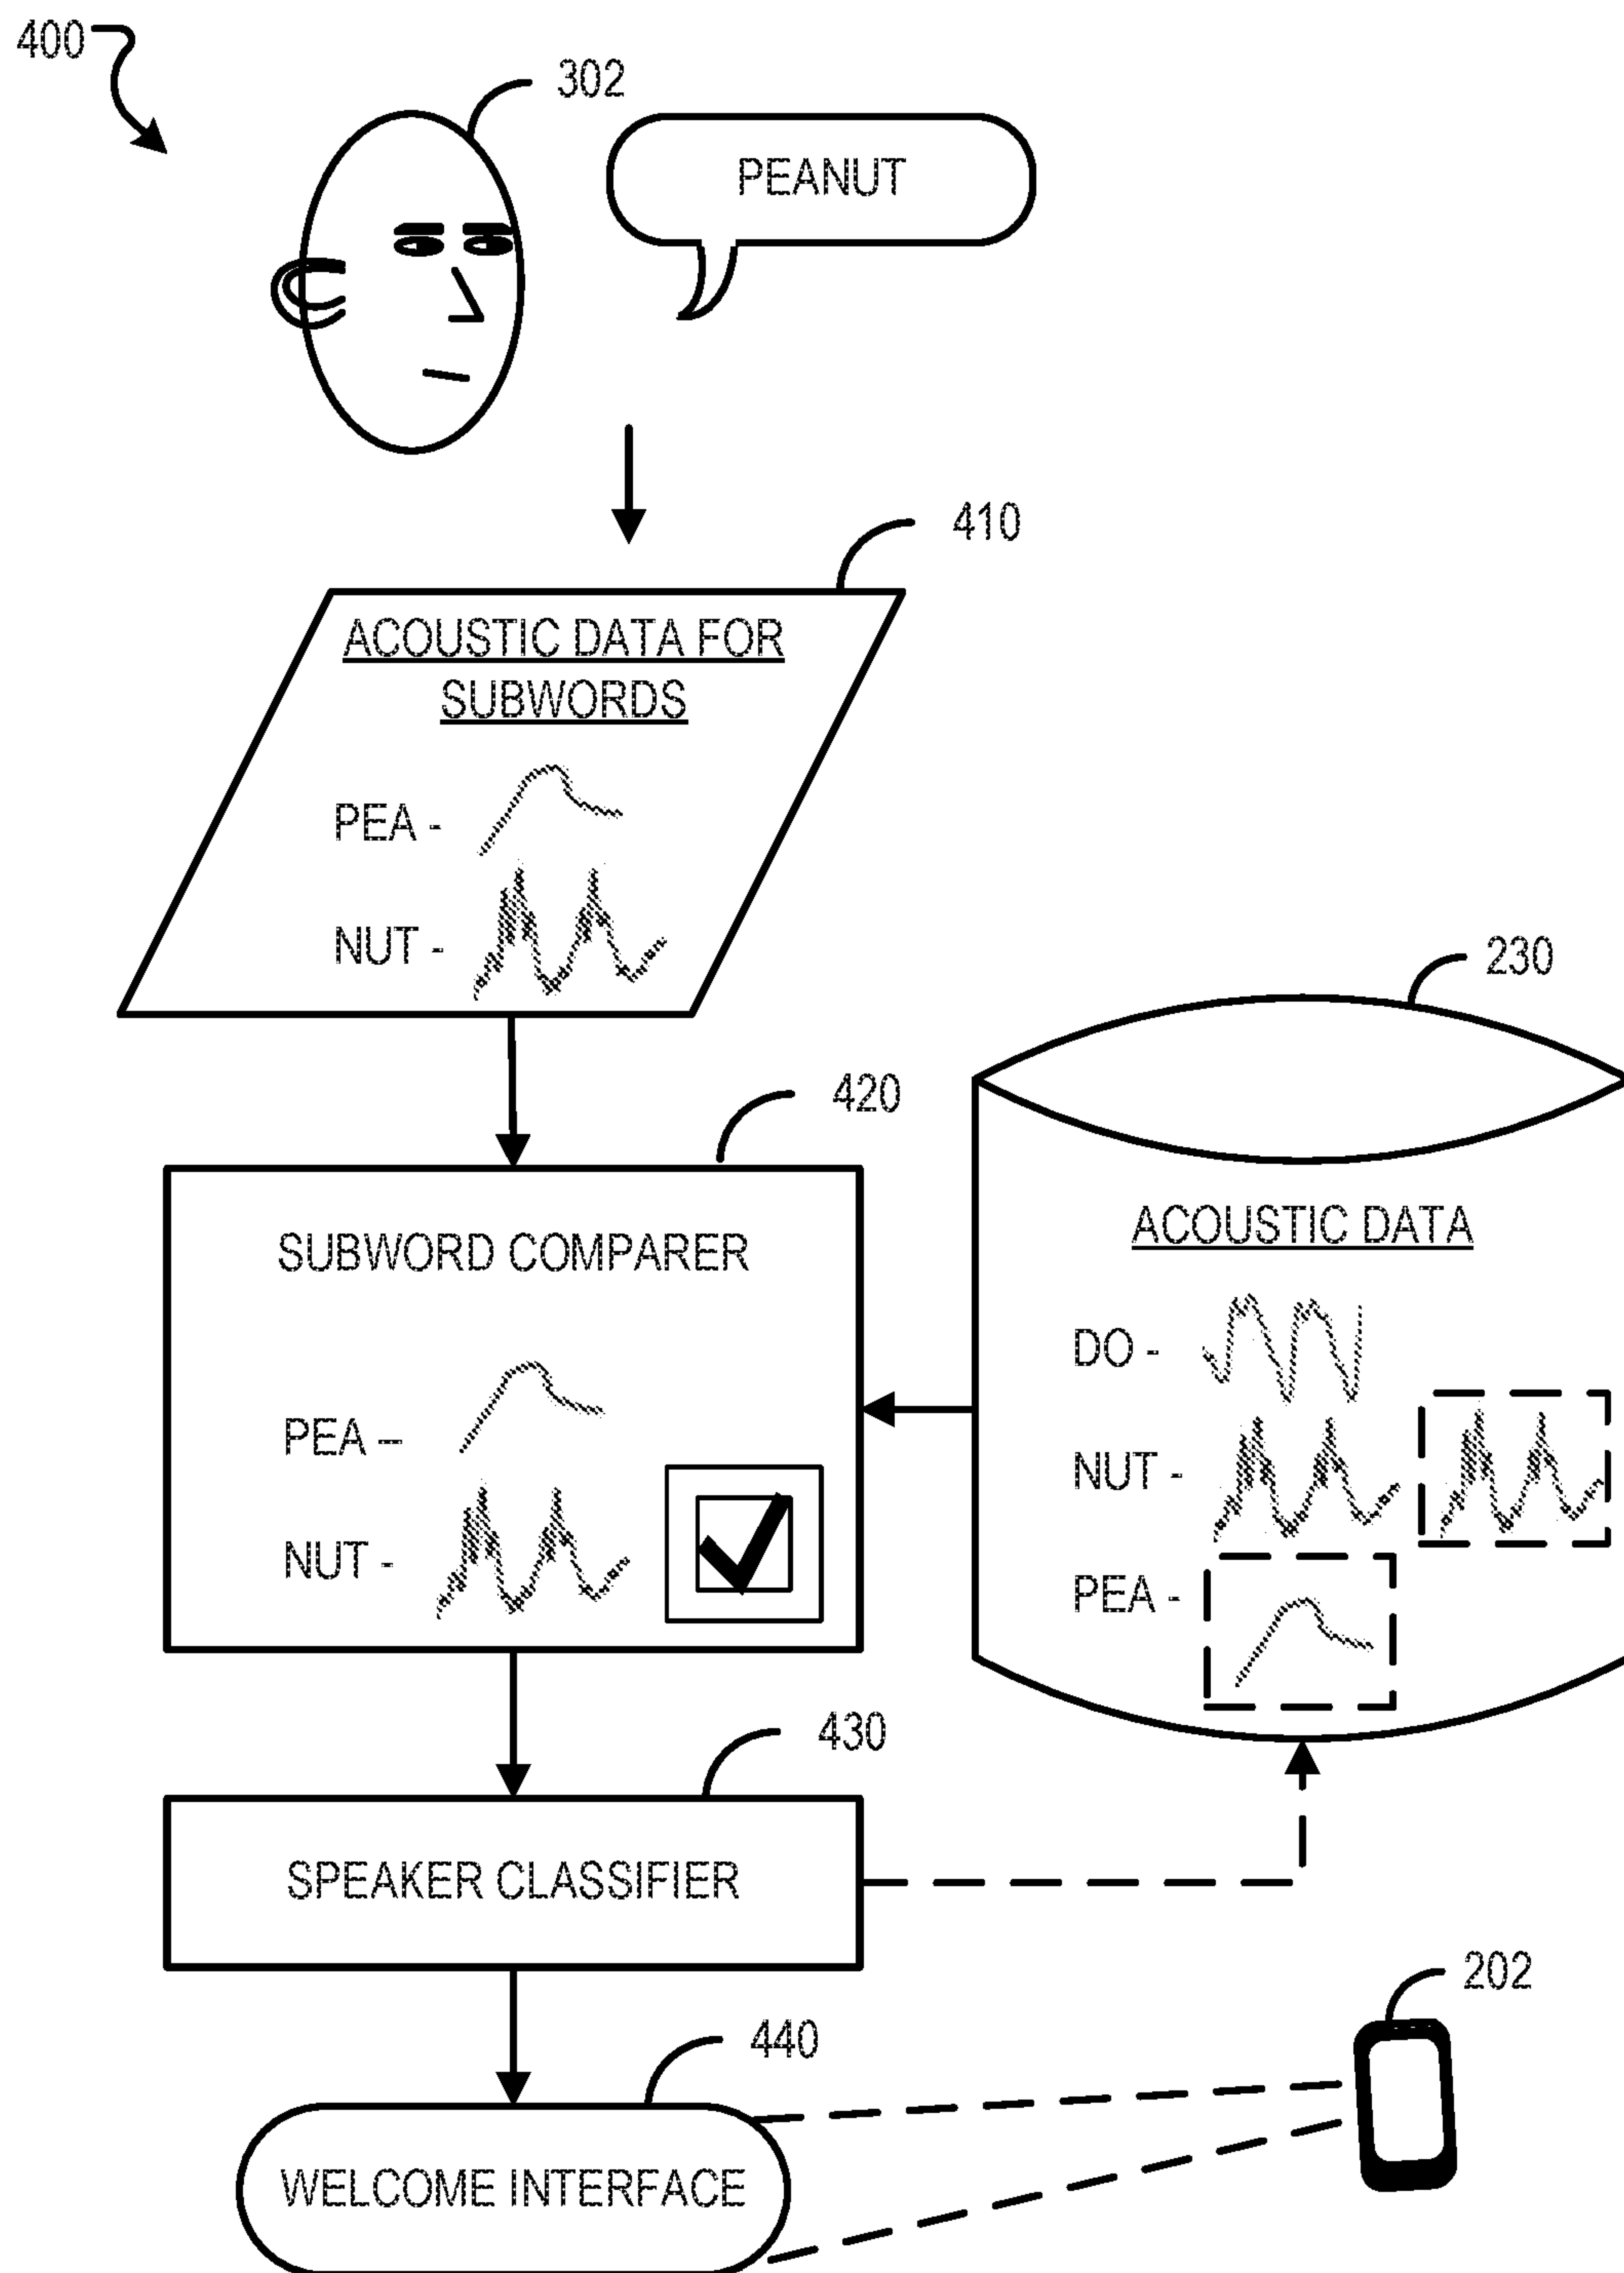 400
302
PEANUT
410
ACOUSTIC DATA FOR
SUBWORDS
PEA -
NUT -
230
420
SUBWORD COMPARER
PEA –
NUT -
ACOUSTIC DATA
DO -
NUT -
PEA -
430
SPEAKER CLASSIFIER
202
440
WELCOME INTERFACE